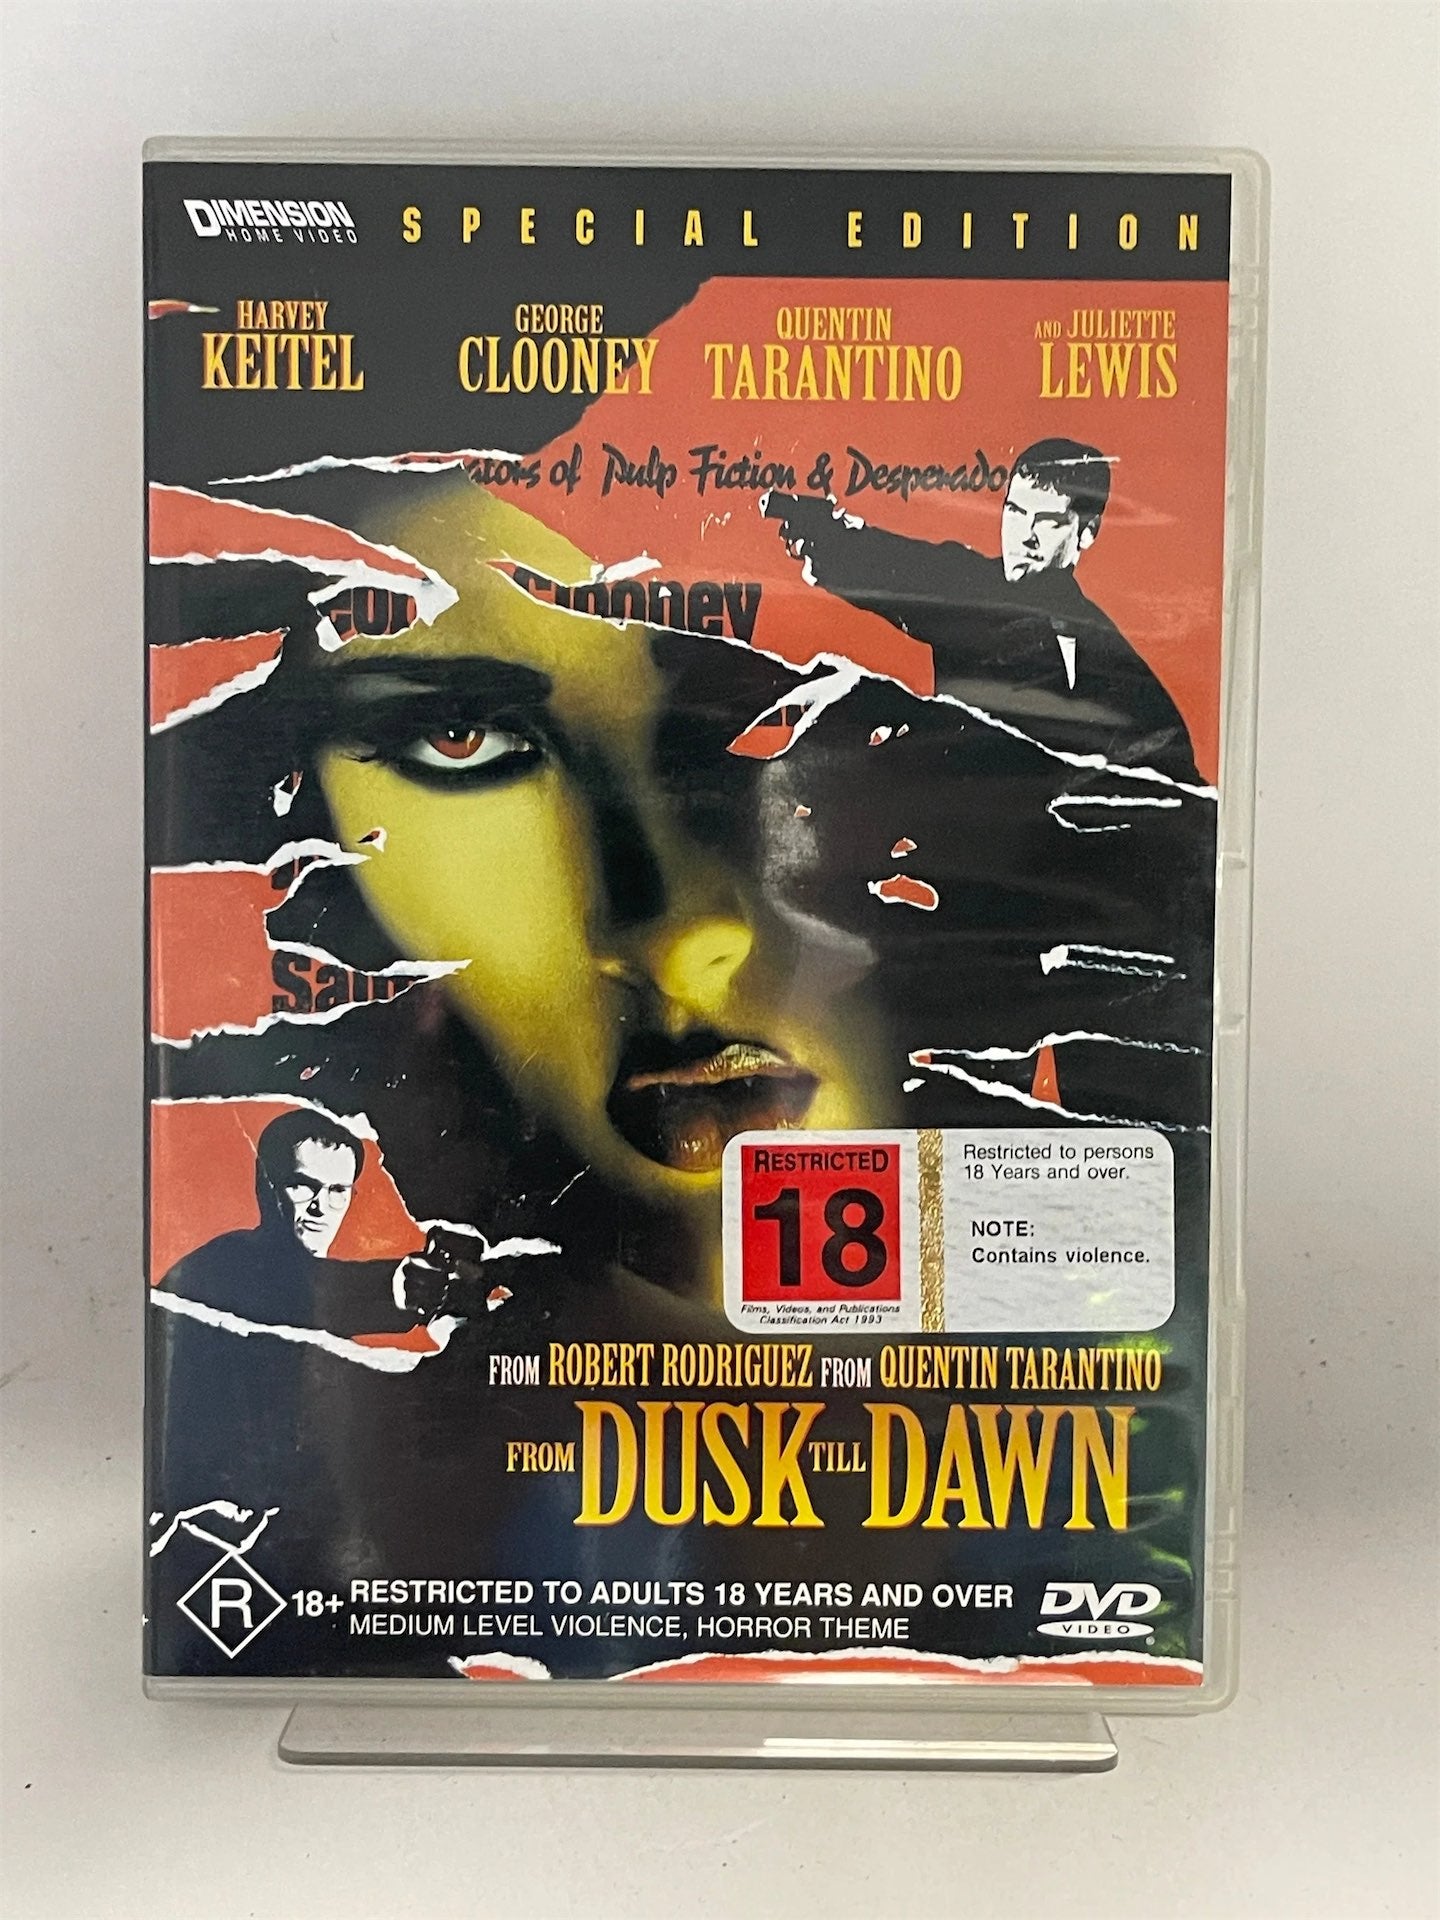 DIMENSION
HOME VIDEO
SPECIAL EDITION
HARVEY
KEITEL
GEORGE
CLOONEY
QUENTIN
TARANTINO
AND JULIETTE
LEWIS
of Pulp Fiction & Desperado
RESTRICTED
18
Films, Videos, and Publications
Classification Act 1993
Restricted to persons
18 Years and over.
NOTE:
Contains violence.
FROM ROBERT RODRIGUEZ FROM QUENTIN TARANTINO
FROM DUSK TILL DAWN
R 18+ RESTRICTED TO ADULTS 18 YEARS AND OVER
MEDIUM LEVEL VIOLENCE, HORROR THEME
DVD
VIDEO